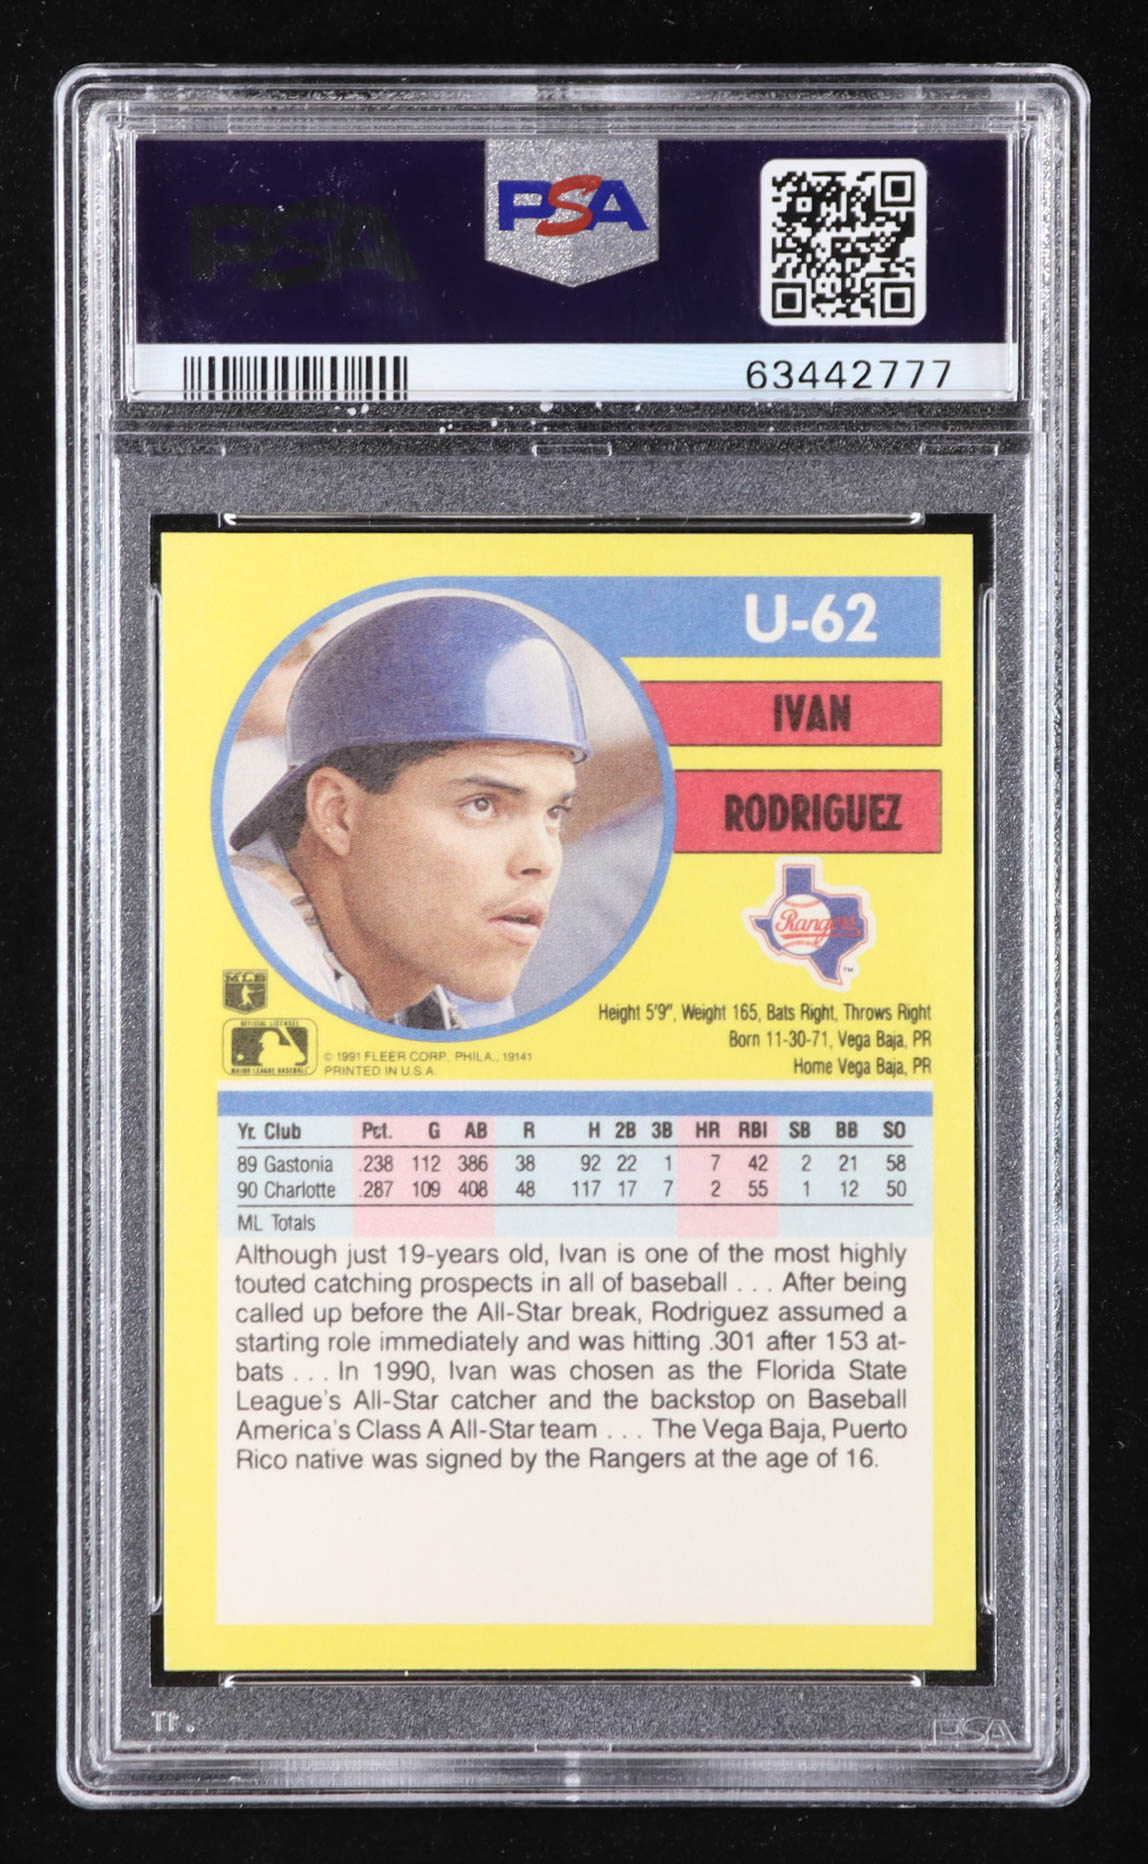 PSA
PSA
63442777
U-62
IVAN
RODRIGUEZ
Rangers
TM
MLB
Height 5'9", Weight 165, Bats Right, Throws Right
Born 11-30-71, Vega Baja, PR
Home Vega Baja, PR
OFFICIAL LICENSEE
MAJOR LEAGUE BASEBALL
© 1991 FLEER CORP. PHILA., 19141
PRINTED IN U.S.A.
Yr. Club Pct. G AB R H 2B 3B HR RBI SB BB SO
89 Gastonia .238 112 386 38 92 22 1 7 42 2 21 58
90 Charlotte .287 109 408 48 117 17 7 2 55 1 12 50
ML Totals
Although just 19-years old, Ivan is one of the most highly
touted catching prospects in all of baseball . . . After being
called up before the All-Star break, Rodriguez assumed a
starting role immediately and was hitting .301 after 153 at-
bats . . . In 1990, Ivan was chosen as the Florida State
League's All-Star catcher and the backstop on Baseball
America's Class A All-Star team . . . The Vega Baja, Puerto
Rico native was signed by the Rangers at the age of 16.
PSA